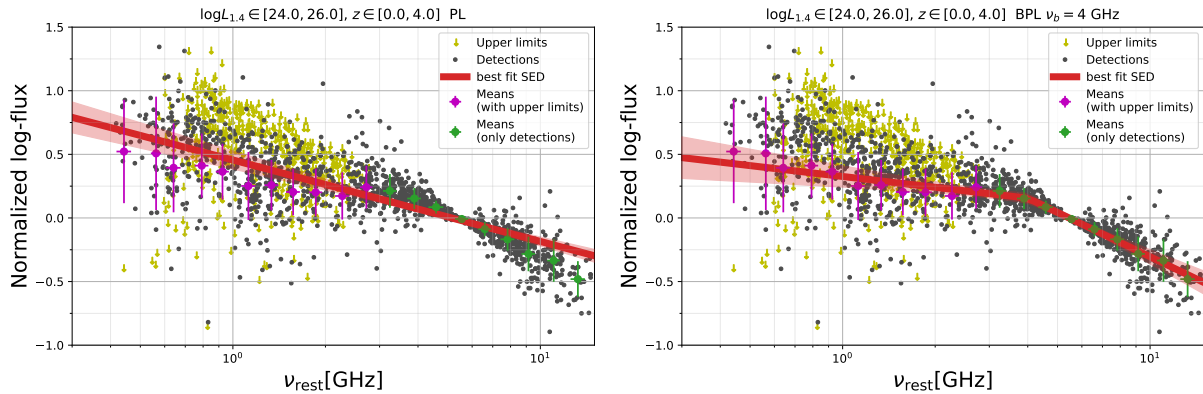 logL1.4 ∈ [24.0, 26.0], z ∈ [0.0, 4.0] PL
Normalized log-flux
1.5
1.0
0.5
0.0
−0.5
−1.0
Upper limits
Detections
best fit SED
Means
(with upper limits)
Means
(only detections)
10⁰
10¹
νrest[GHz]
logL1.4 ∈ [24.0, 26.0], z ∈ [0.0, 4.0] BPL νb = 4 GHz
Normalized log-flux
1.5
1.0
0.5
0.0
−0.5
−1.0
Upper limits
Detections
best fit SED
Means
(with upper limits)
Means
(only detections)
10⁰
10¹
νrest[GHz]